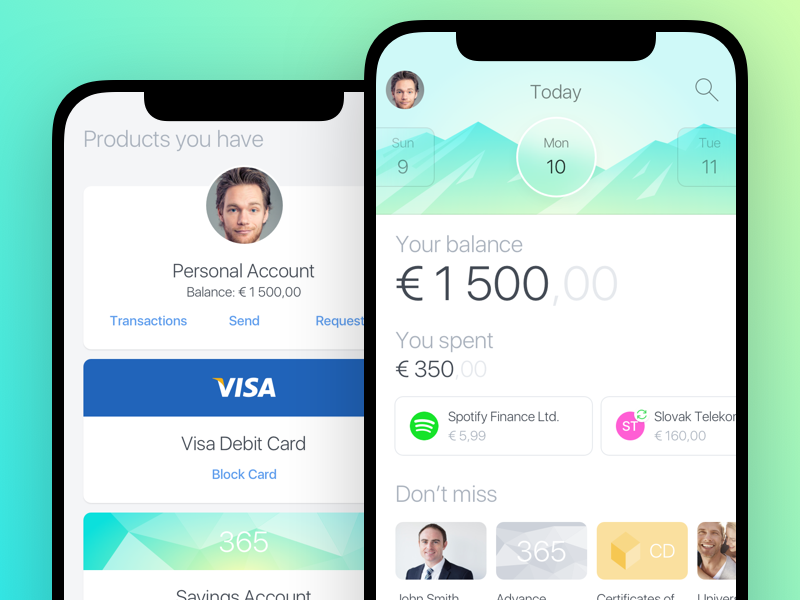 Products you have
Personal Account
Balance: € 1 500,00
Transactions
Send
Request
VISA
Visa Debit Card
Block Card
365
Savings Account
Today
Sun
9
Mon
10
Tue
11
Your balance
€ 1 500,00
You spent
€ 350,00
Spotify Finance Ltd.
€ 5,99
ST
Slovak Telekom
€ 160,00
Don’t miss
365
CD
John Smith
Advance
Certificates of